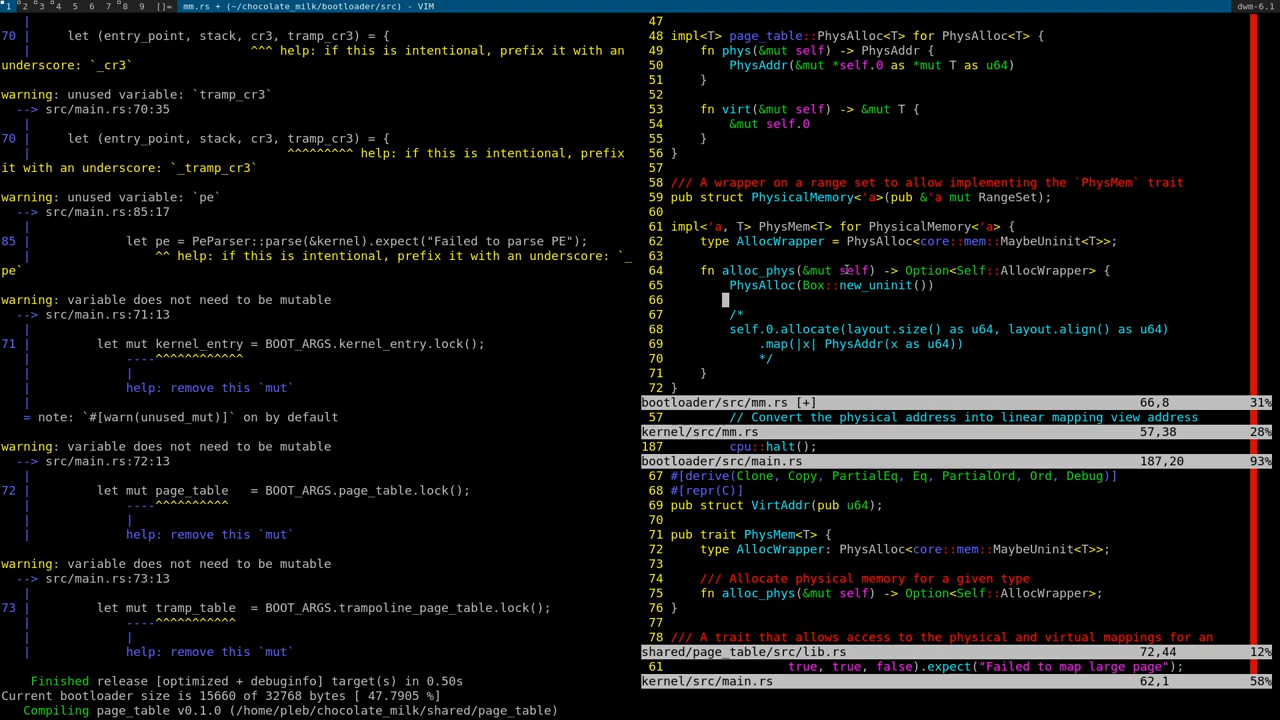 1 2 3 4 5 6 7 8 9 []= mm.rs + (~/chocolate_milk/bootloader/src) - VIM dwm-6.1
|
70 | let (entry_point, stack, cr3, tramp_cr3) = {
| ^^^ help: if this is intentional, prefix it with an
underscore: `_cr3`
warning: unused variable: `tramp_cr3`
--> src/main.rs:70:35
|
70 | let (entry_point, stack, cr3, tramp_cr3) = {
| ^^^^^^^^^ help: if this is intentional, prefix
it with an underscore: `_tramp_cr3`
warning: unused variable: `pe`
--> src/main.rs:85:17
|
85 | let pe = PeParser::parse(&kernel).expect("Failed to parse PE");
| ^^ help: if this is intentional, prefix it with an underscore: `_
pe`
warning: variable does not need to be mutable
--> src/main.rs:71:13
|
71 | let mut kernel_entry = BOOT_ARGS.kernel_entry.lock();
| ----^^^^^^^^^^^^
| |
| help: remove this `mut`
|
= note: `#[warn(unused_mut)]` on by default
warning: variable does not need to be mutable
--> src/main.rs:72:13
|
72 | let mut page_table   = BOOT_ARGS.page_table.lock();
| ----^^^^^^^^^^
| |
| help: remove this `mut`
warning: variable does not need to be mutable
--> src/main.rs:73:13
|
73 | let mut tramp_table  = BOOT_ARGS.trampoline_page_table.lock();
| ----^^^^^^^^^^^
| |
| help: remove this `mut`
Finished release [optimized + debuginfo] target(s) in 0.50s
Current bootloader size is 15660 of 32768 bytes [ 47.7905 %]
Compiling page_table v0.1.0 (/home/pleb/chocolate_milk/shared/page_table)
47
48 impl<T> page_table::PhysAlloc<T> for PhysAlloc<T> {
49 fn phys(&mut self) -> PhysAddr {
50 PhysAddr(&mut *self.0 as *mut T as u64)
51 }
52
53 fn virt(&mut self) -> &mut T {
54 &mut self.0
55 }
56 }
57
58 /// A wrapper on a range set to allow implementing the `PhysMem` trait
59 pub struct PhysicalMemory<'a>(pub &'a mut RangeSet);
60
61 impl<'a, T> PhysMem<T> for PhysicalMemory<'a> {
62 type AllocWrapper = PhysAlloc<core::mem::MaybeUninit<T>>;
63
64 fn alloc_phys(&mut self) -> Option<Self::AllocWrapper> {
65 PhysAlloc(Box::new_uninit())
66
67 /*
68 self.0.allocate(layout.size() as u64, layout.align() as u64)
69 .map(|x| PhysAddr(x as u64))
70 */
71 }
72 }
bootloader/src/mm.rs [+] 66,8 31%
57 // Convert the physical address into linear mapping view address
kernel/src/mm.rs 57,38 28%
187 cpu::halt();
bootloader/src/main.rs 187,20 93%
67 #[derive(Clone, Copy, PartialEq, Eq, PartialOrd, Ord, Debug)]
68 #[repr(C)]
69 pub struct VirtAddr(pub u64);
70
71 pub trait PhysMem<T> {
72 type AllocWrapper: PhysAlloc<core::mem::MaybeUninit<T>>;
73
74 /// Allocate physical memory for a given type
75 fn alloc_phys(&mut self) -> Option<Self::AllocWrapper>;
76 }
77
78 /// A trait that allows access to the physical and virtual mappings for an
shared/page_table/src/lib.rs 72,44 12%
61 true, true, false).expect("Failed to map large page");
kernel/src/main.rs 62,1 58%